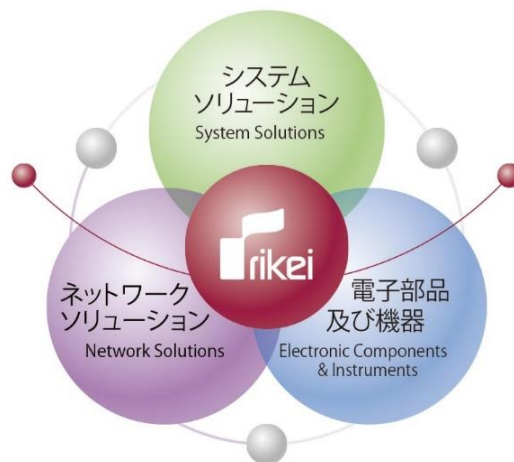 システム
ソリューション
System Solutions
rikei
ネットワーク
ソリューション
Network Solutions
電子部品
及び機器
Electronic Components
& Instruments